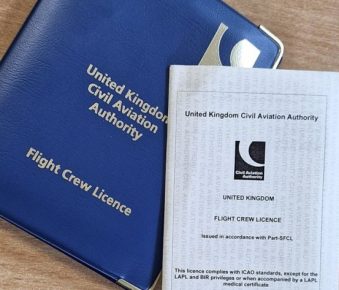 United Kingdom
Civil Aviation
Authority
Flight Crew Licence
United Kingdom Civil Aviation Authority
Civil Aviation
Authority
UNITED KINGDOM
FLIGHT CREW LICENCE
Issued in accordance with Part-SFCL
This licence complies with ICAO standards, except for the
LAPL and BIR privileges or when accompanied by a LAPL
medical certificate